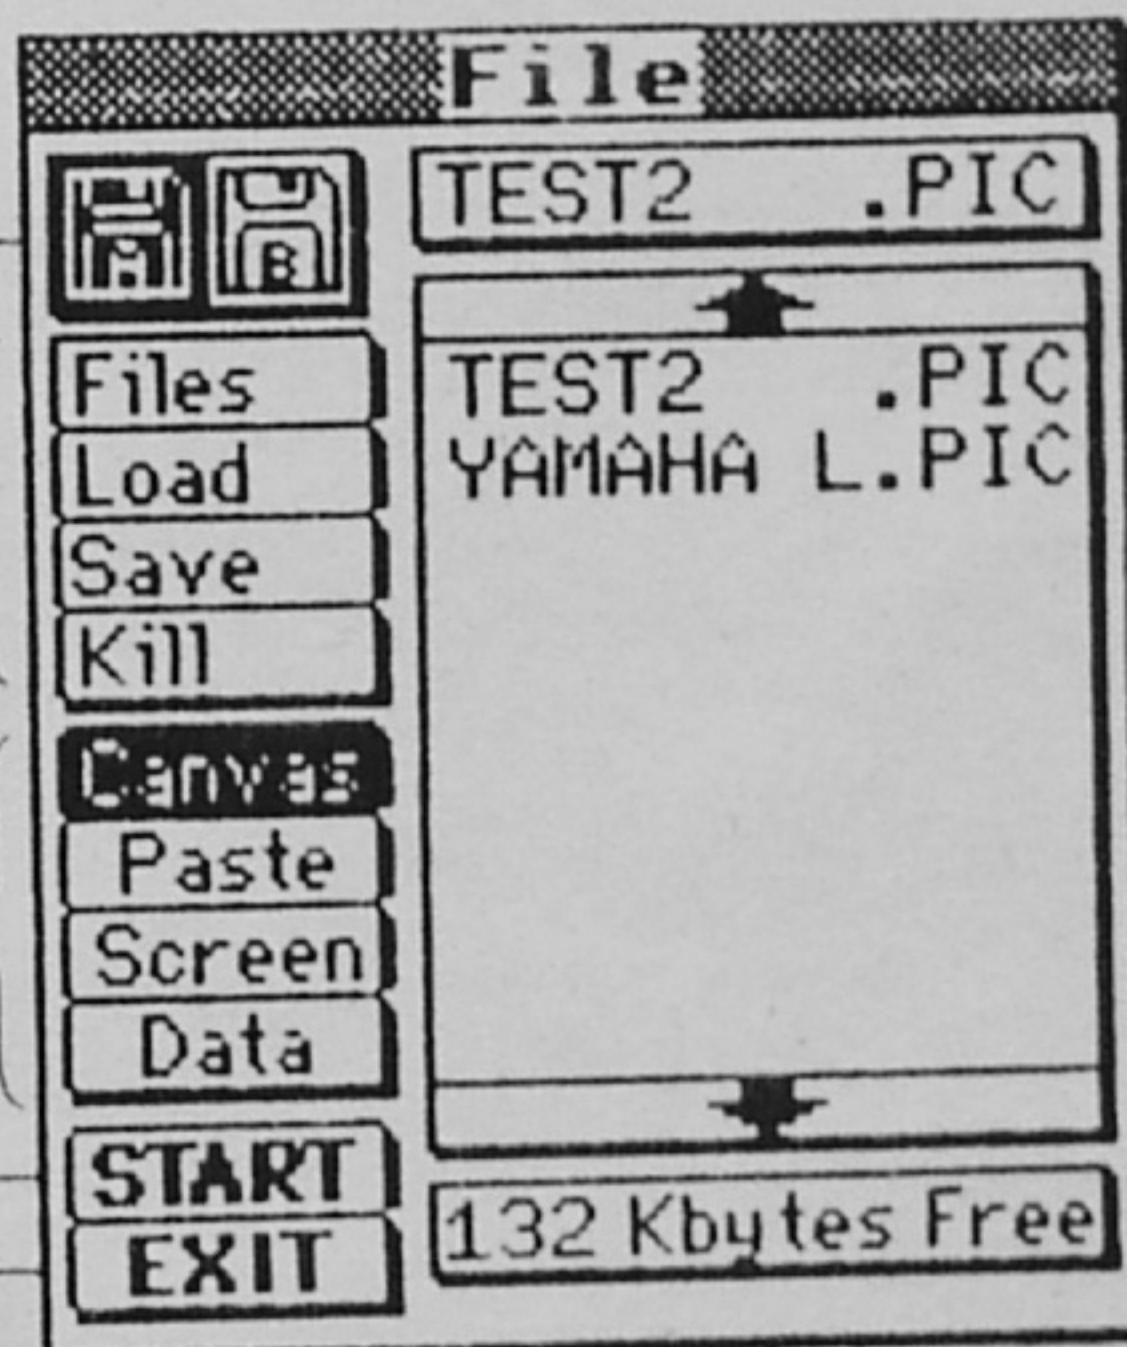 File
A B
TEST2 .PIC
Files
Load
Save
Kill
Canvas
Paste
Screen
Data
START
EXIT
TEST2 .PIC
YAMAHA L.PIC
132 Kbytes Free